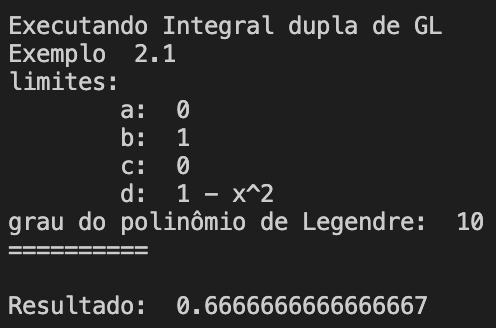 Executando Integral dupla de GL
Exemplo  2.1
limites:
        a:  0
        b:  1
        c:  0
        d:  1 - x^2
grau do polinômio de Legendre:  10
==========
Resultado:  0.6666666666666667